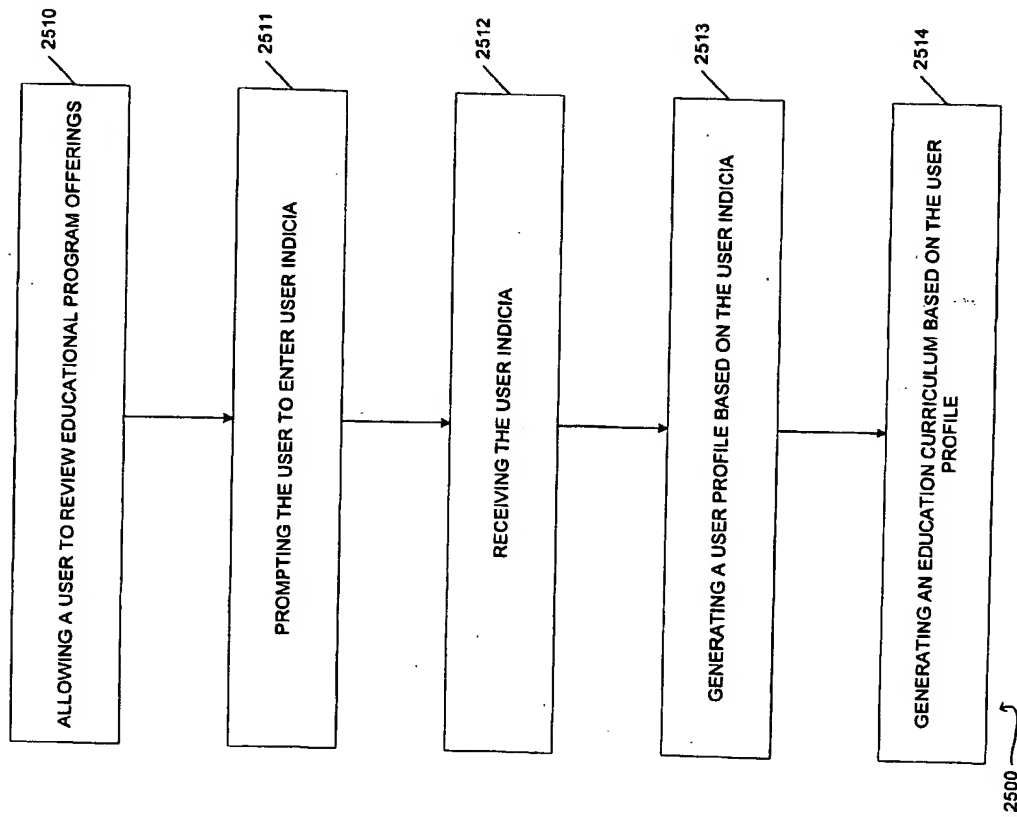 2510
ALLOWING A USER TO REVIEW EDUCATIONAL PROGRAM OFFERINGS
2511
PROMPTING THE USER TO ENTER USER INDICIA
2512
RECEIVING THE USER INDICIA
2513
GENERATING A USER PROFILE BASED ON THE USER INDICIA
2514
GENERATING AN EDUCATION CURRICULUM BASED ON THE USER
PROFILE
2500